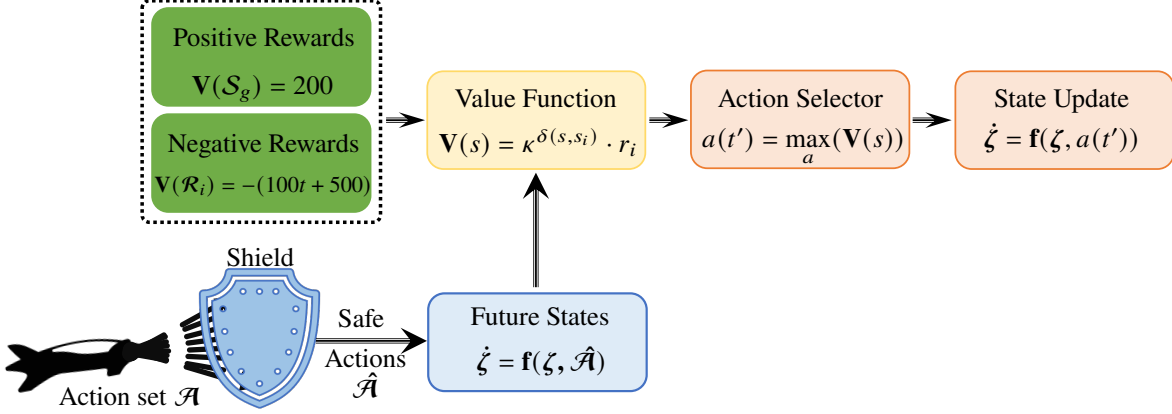 Positive Rewards
𝐕(𝒮_g) = 200
Negative Rewards
𝐕(𝓡_i) = −(100t + 500)
Value Function
𝐕(s) = κ^{δ(s,s_i)} · r_i
Action Selector
a(t′) = max_a(𝐕(s))
State Update
ζ̇ = 𝐟(ζ, a(t′))
Shield
Action set 𝒜
Safe
Actions
𝒜̂
Future States
ζ̇ = 𝐟(ζ, 𝒜̂)